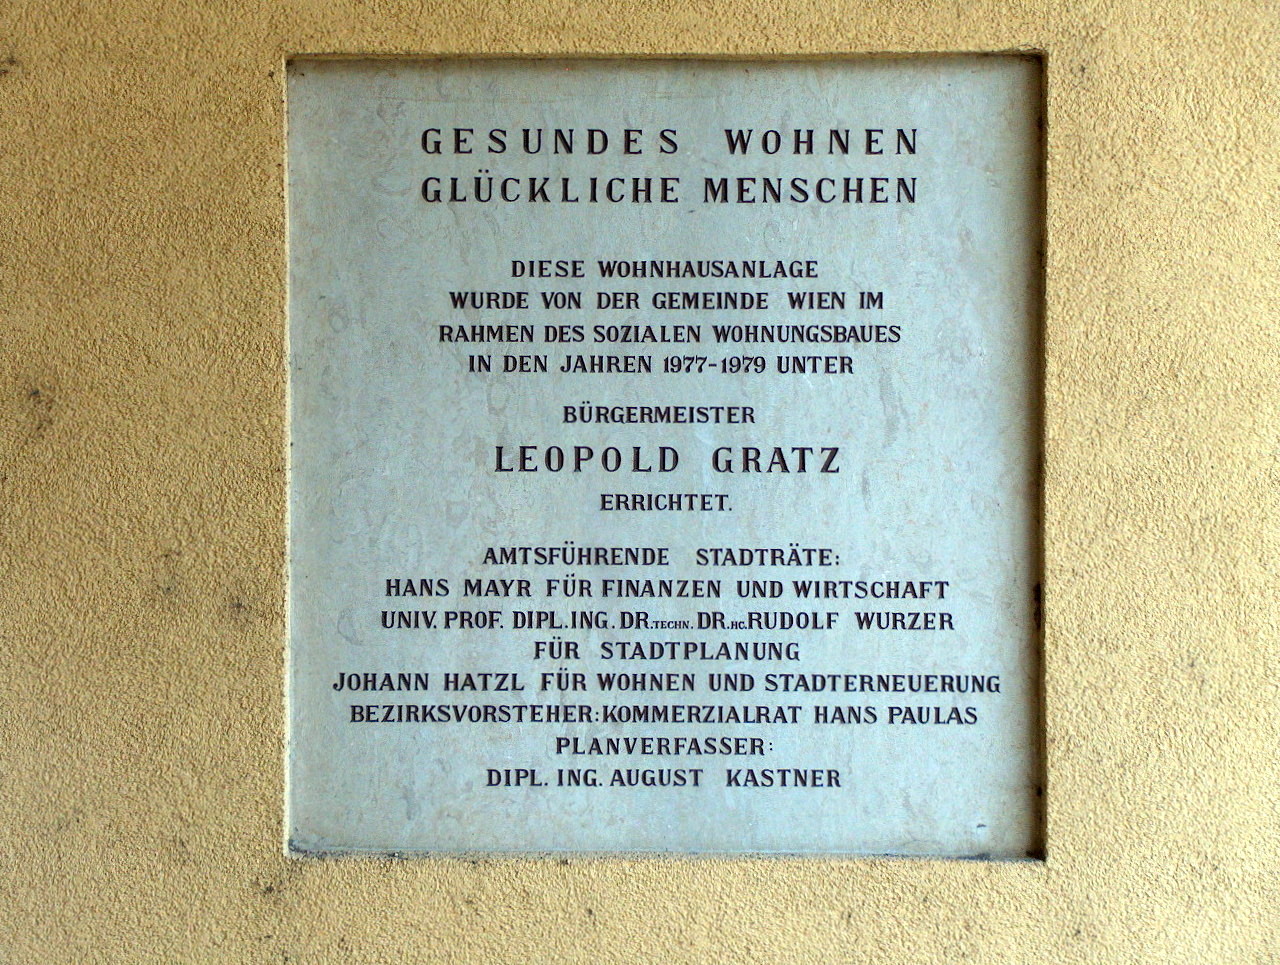 GESUNDES WOHNEN
GLÜCKLICHE MENSCHEN
DIESE WOHNHAUSANLAGE
WURDE VON DER GEMEINDE WIEN IM
RAHMEN DES SOZIALEN WOHNUNGSBAUES
IN DEN JAHREN 1977-1979 UNTER
BÜRGERMEISTER
LEOPOLD GRATZ
ERRICHTET.
AMTSFÜHRENDE STADTRÄTE:
HANS MAYR FÜR FINANZEN UND WIRTSCHAFT
UNIV. PROF. DIPL.ING. DR.TECHN. DR.HC.RUDOLF WURZER
FÜR STADTPLANUNG
JOHANN HATZL FÜR WOHNEN UND STADTERNEUERUNG
BEZIRKSVORSTEHER:KOMMERZIALRAT HANS PAULAS
PLANVERFASSER:
DIPL. ING. AUGUST KASTNER